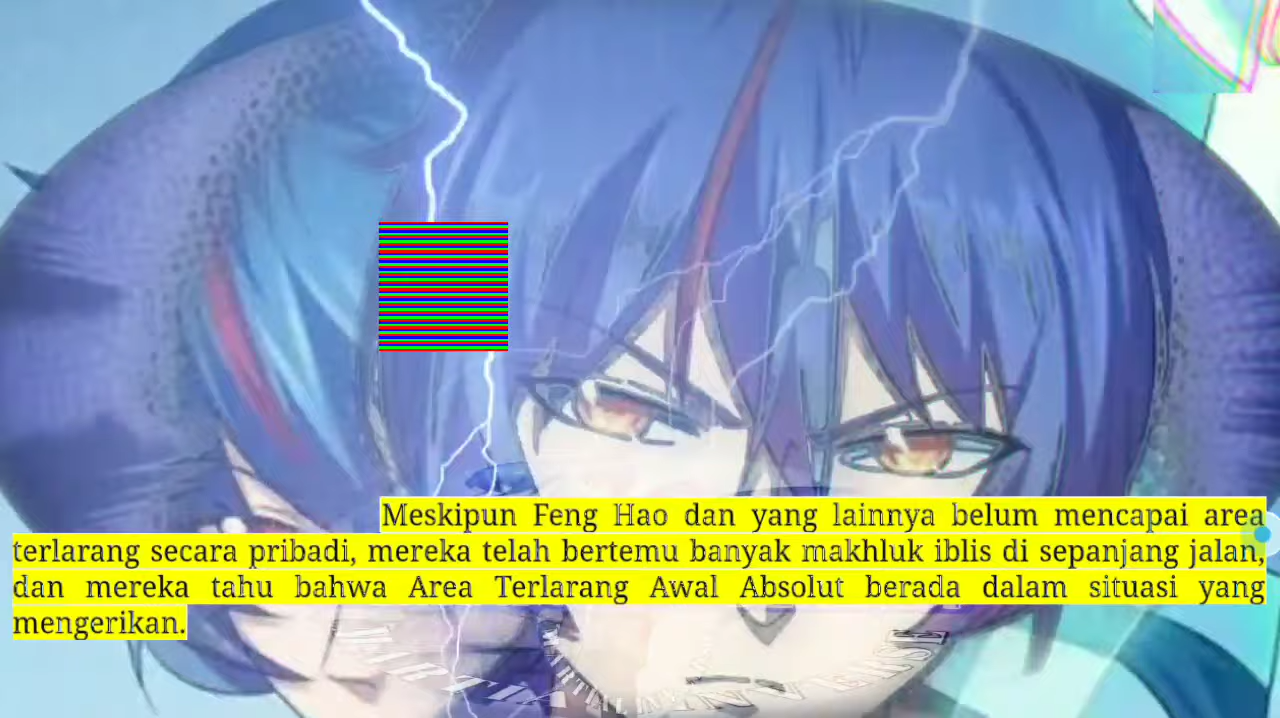 Meskipun Feng Hao dan yang lainnya belum mencapai area
terlarang secara pribadi, mereka telah bertemu banyak makhluk iblis di sepanjang jalan,
dan mereka tahu bahwa Area Terlarang Awal Absolut berada dalam situasi yang
mengerikan.